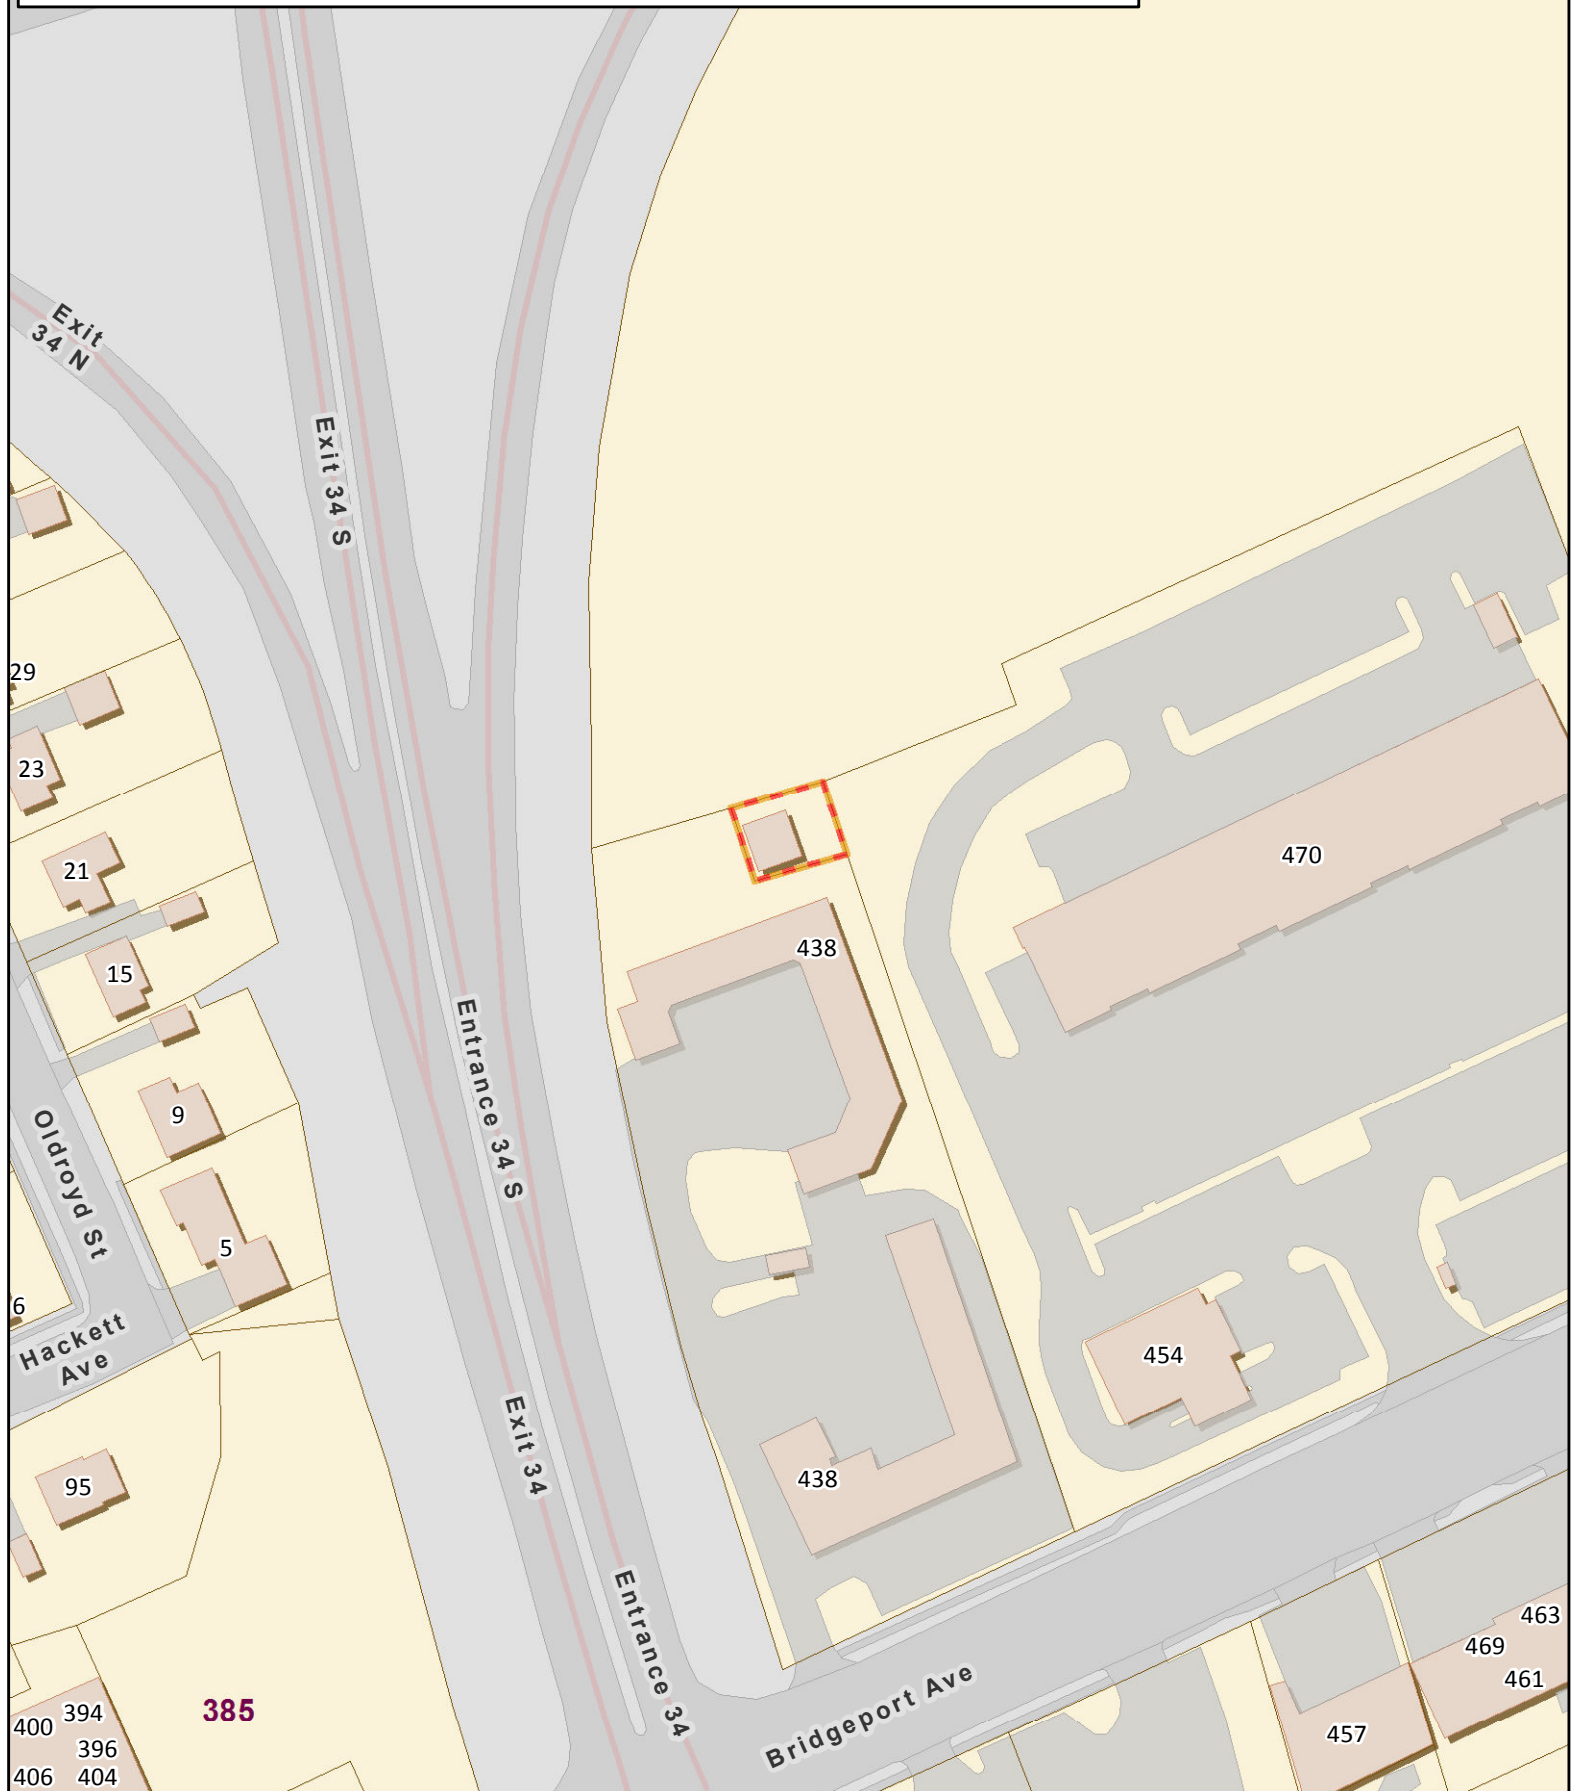 Exit
34 N
Exit 34 S
29
23
21
470
438
15
Entrance 34 S
9
Oldroyd St
5
6
Hackett
Ave
454
Exit 34
95
438
Entrance 34
463
469
461
385
394
400
Bridgeport Ave
457
396
406
404